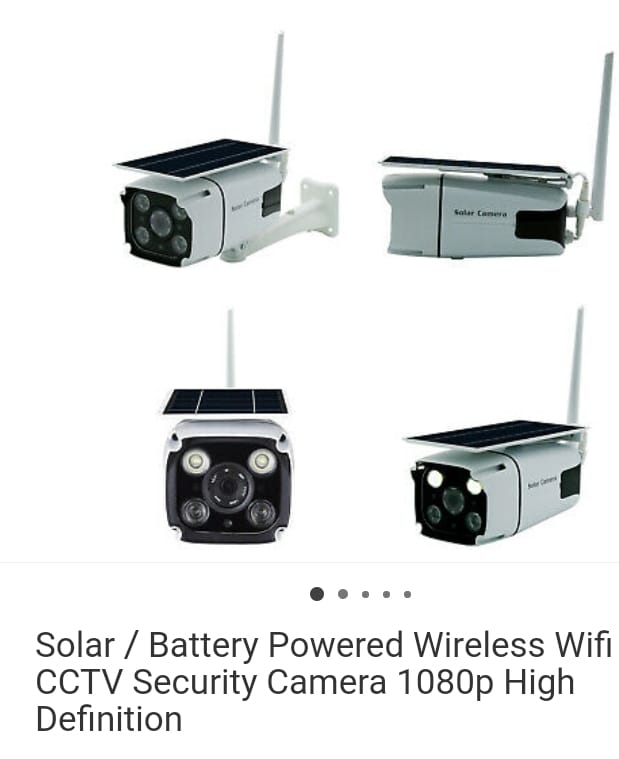 Solar Camera
Solar Camera
Solar Camera
Solar / Battery Powered Wireless Wifi
CCTV Security Camera 1080p High
Definition